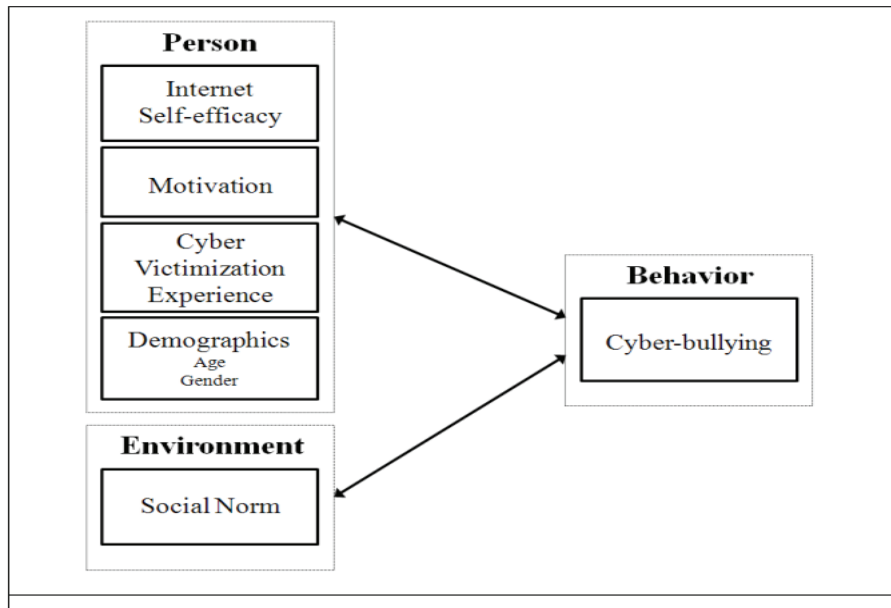 Person
Internet
Self-efficacy
Motivation
Cyber
Victimization
Experience
Demographics
Age
Gender
Environment
Social Norm
Behavior
Cyber-bullying